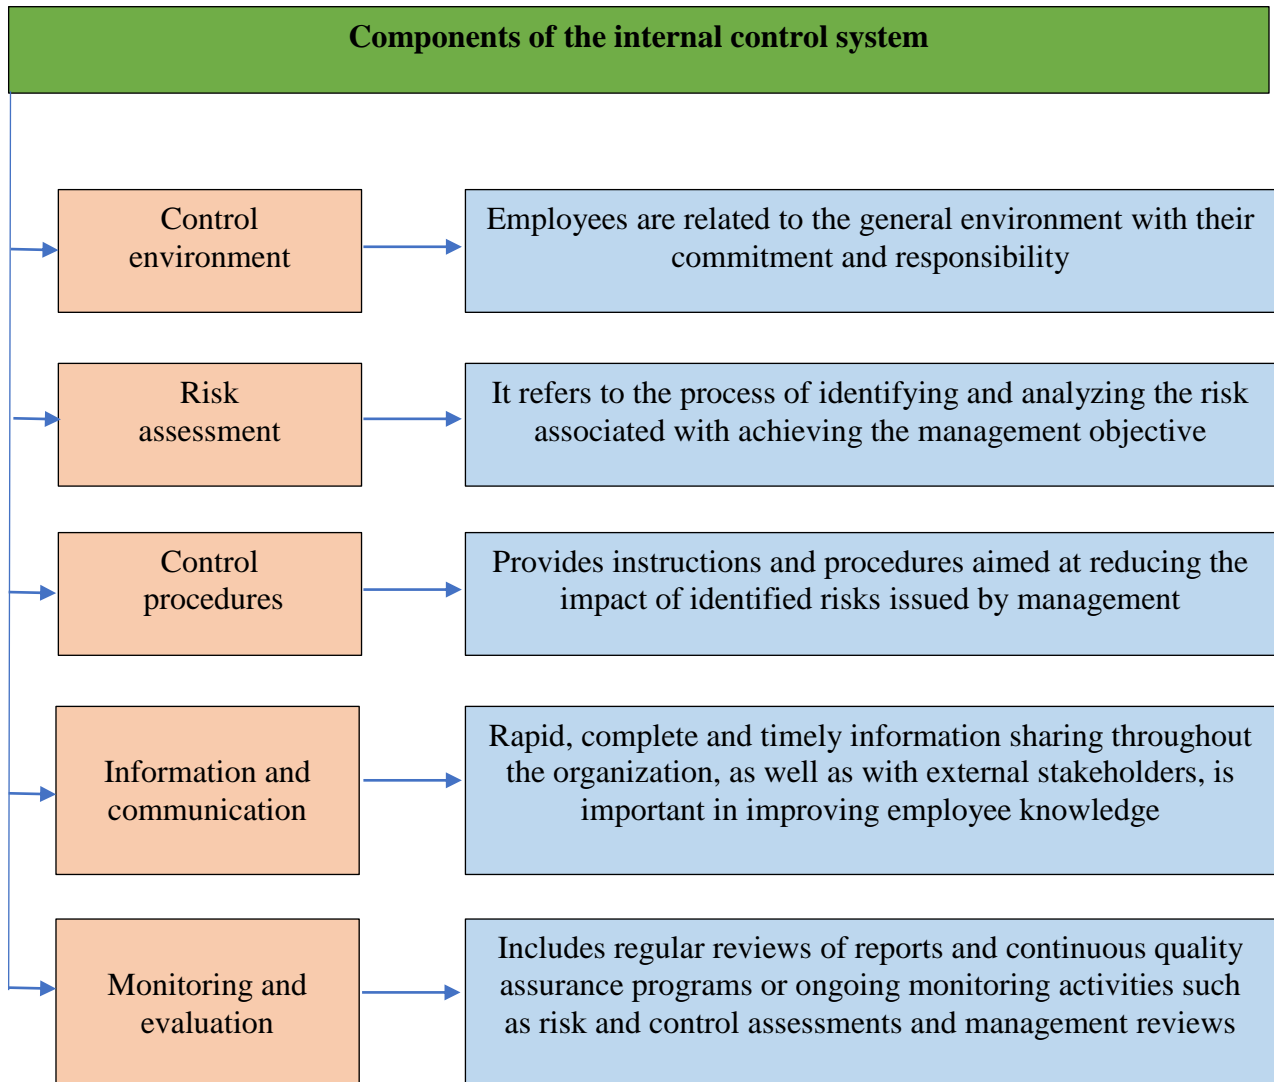 Components of the internal control system
Control
environment
Employees are related to the general environment with their
commitment and responsibility
Risk
assessment
It refers to the process of identifying and analyzing the risk
associated with achieving the management objective
Control
procedures
Provides instructions and procedures aimed at reducing the
impact of identified risks issued by management
Information and
communication
Rapid, complete and timely information sharing throughout
the organization, as well as with external stakeholders, is
important in improving employee knowledge
Monitoring and
evaluation
Includes regular reviews of reports and continuous quality
assurance programs or ongoing monitoring activities such
as risk and control assessments and management reviews